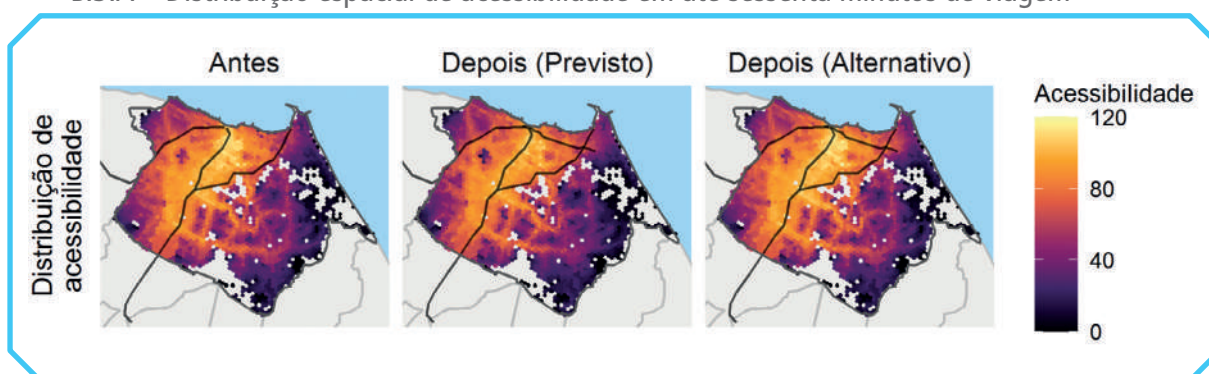 Antes
Depois (Previsto)
Depois (Alternativo)
Distribuição de
acessibilidade
Acessibilidade
120
80
40
0